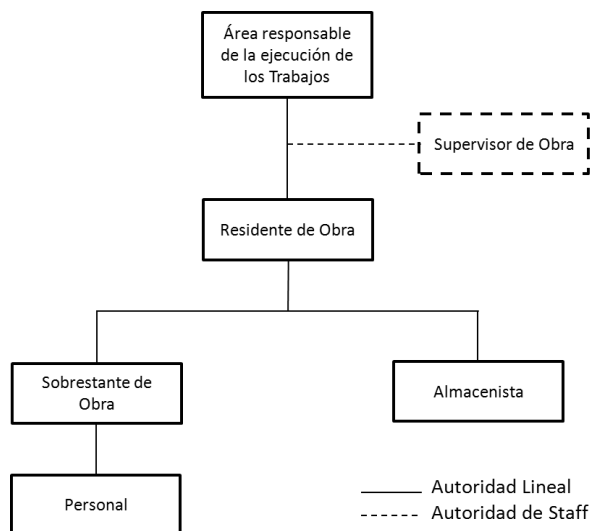 Área responsable
de la ejecución de
los Trabajos
Supervisor de Obra
Residente de Obra
Sobrestante de
Obra
Almacenista
Personal
Autoridad Lineal
Autoridad de Staff